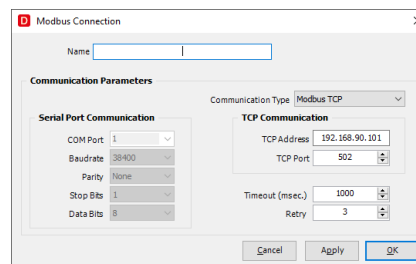 D Modbus Connection
Name
Communication Parameters
Communication Type Modbus TCP
Serial Port Communication
COM Port 1
Baudrate 38400
Parity None
Stop Bits 1
Data Bits 8
TCP Communication
TCP Address 192.168.90.101
TCP Port 502
Timeout (msec.) 1000
Retry 3
Cancel Apply OK